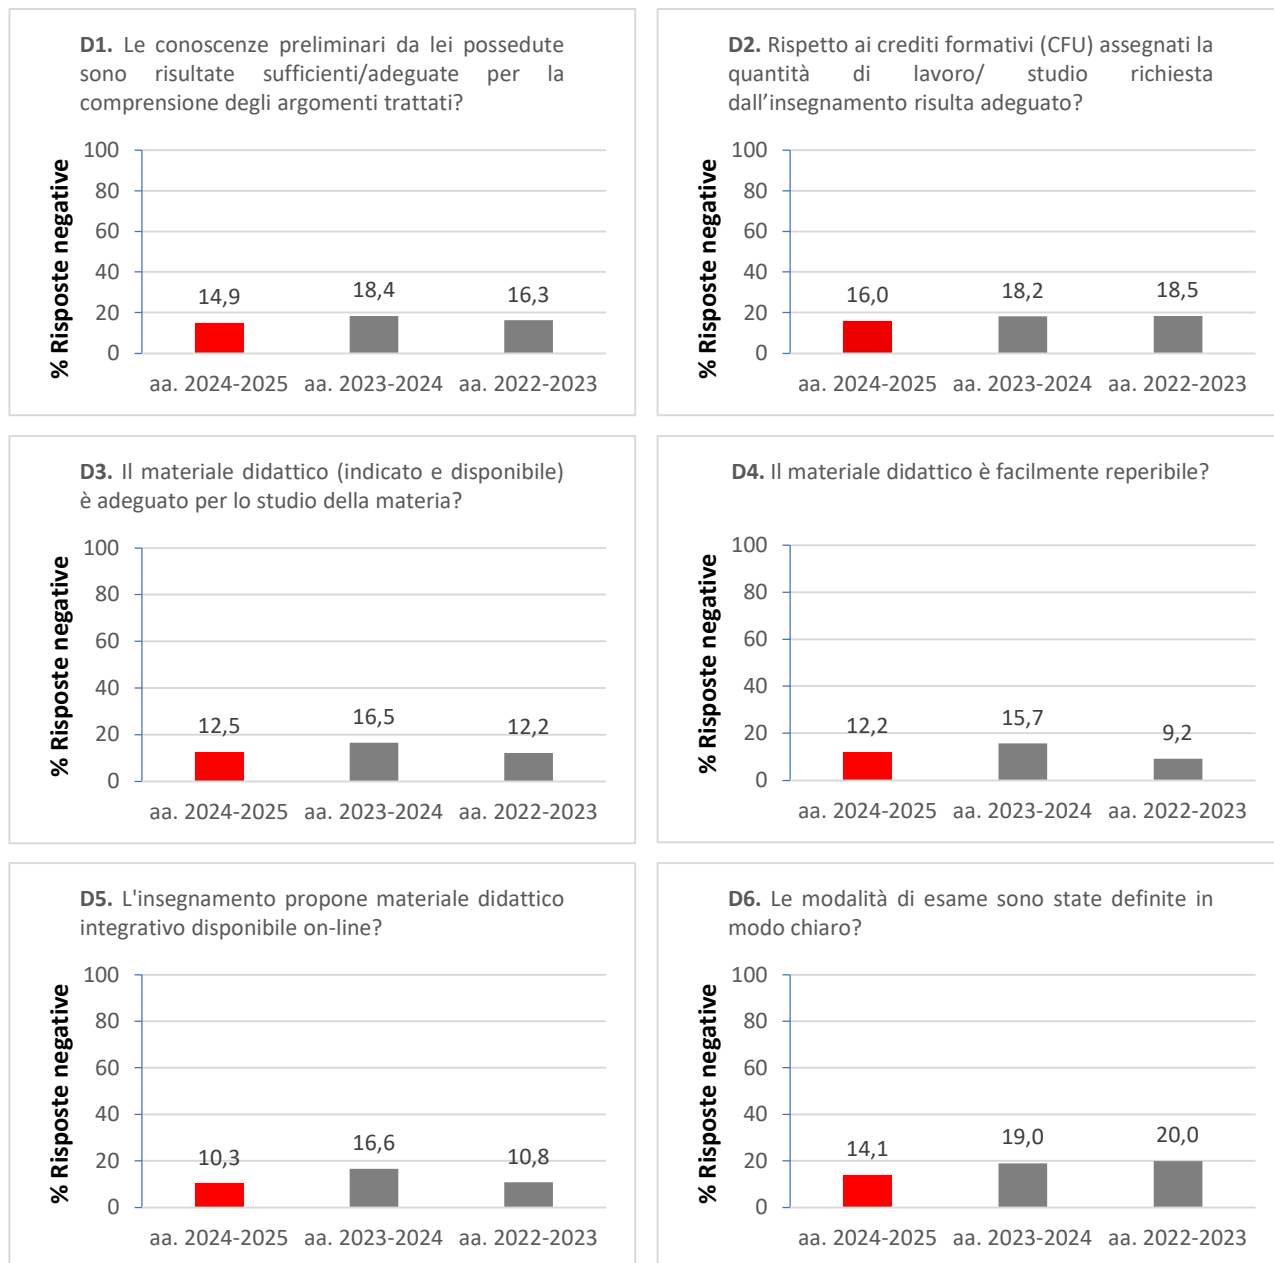 D1. Le conoscenze preliminari da lei possedute
sono risultate sufficienti/adeguate per la
comprensione degli argomenti trattati?
% Risposte negative
100
80
60
40
20
0
14,9
18,4
16,3
aa. 2024-2025 aa. 2023-2024 aa. 2022-2023
D2. Rispetto ai crediti formativi (CFU) assegnati la
quantità di lavoro/ studio richiesta
dall’insegnamento risulta adeguato?
% Risposte negative
100
80
60
40
20
0
16,0
18,2
18,5
aa. 2024-2025 aa. 2023-2024 aa. 2022-2023
D3. Il materiale didattico (indicato e disponibile)
è adeguato per lo studio della materia?
% Risposte negative
100
80
60
40
20
0
12,5
16,5
12,2
aa. 2024-2025 aa. 2023-2024 aa. 2022-2023
D4. Il materiale didattico è facilmente reperibile?
% Risposte negative
100
80
60
40
20
0
12,2
15,7
9,2
aa. 2024-2025 aa. 2023-2024 aa. 2022-2023
D5. L'insegnamento propone materiale didattico
integrativo disponibile on-line?
% Risposte negative
100
80
60
40
20
0
10,3
16,6
10,8
aa. 2024-2025 aa. 2023-2024 aa. 2022-2023
D6. Le modalità di esame sono state definite in
modo chiaro?
% Risposte negative
100
80
60
40
20
0
14,1
19,0
20,0
aa. 2024-2025 aa. 2023-2024 aa. 2022-2023